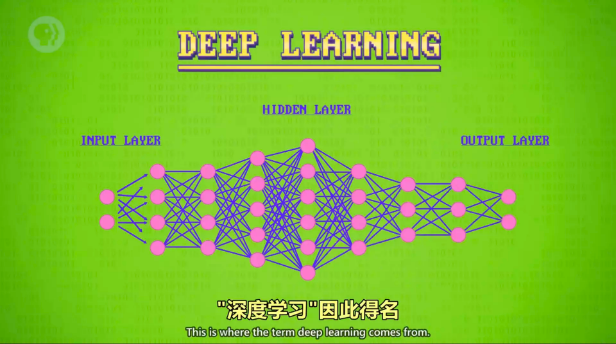 DEEP LEARNING
HIDDEN LAYER
INPUT LAYER
OUTPUT LAYER
"深度学习"因此得名
This is where the term deep learning comes from.